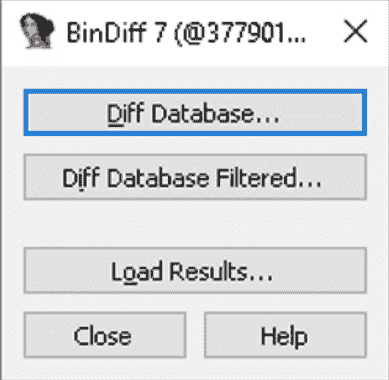 BinDiff 7 (@377901...
Diff Database...
Diff Database Filtered...
Load Results...
Close Help